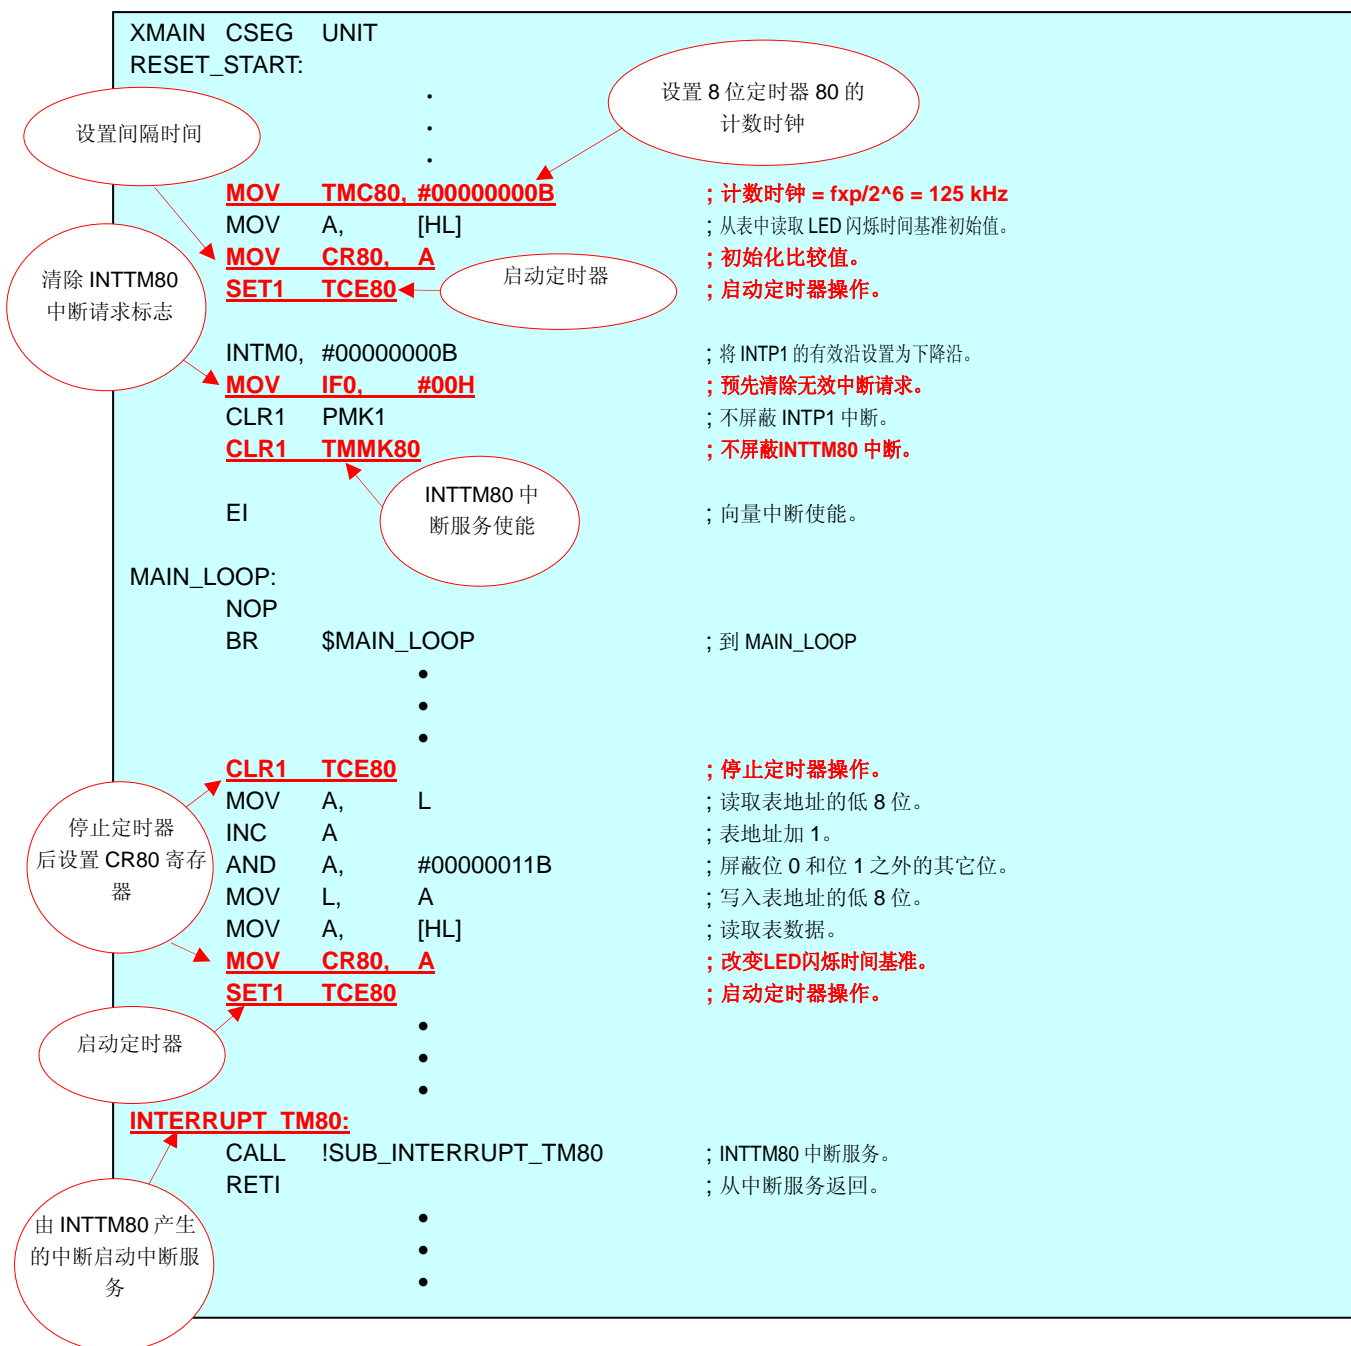 XMAIN CSEG UNIT
RESET_START:
设置 8 位定时器 80 的
计数时钟
设置间隔时间
MOV TMC80, #00000000B ; 计数时钟 = fxp/2^6 = 125 kHz
MOV A, [HL] ; 从表中读取 LED 闪烁时间基准初始值。
MOV CR80, A ; 初始化比较值。
SET1 TCE80 ; 启动定时器操作。
启动定时器
清除 INTTM80
中断请求标志
INTM0, #00000000B ; 将 INTP1 的有效沿设置为下降沿。
MOV IF0, #00H ; 预先清除无效中断请求。
CLR1 PMK1 ; 不屏蔽 INTP1 中断。
CLR1 TMMK80 ; 不屏蔽INTTM80 中断。
INTTM80 中
断服务使能
EI ; 向量中断使能。
MAIN_LOOP:
NOP
BR $MAIN_LOOP ; 到 MAIN_LOOP
CLR1 TCE80 ; 停止定时器操作。
MOV A, L ; 读取表地址的低 8 位。
INC A ; 表地址加 1。
AND A, #00000011B ; 屏蔽位 0 和位 1 之外的其它位。
MOV L, A ; 写入表地址的低 8 位。
MOV A, [HL] ; 读取表数据。
MOV CR80, A ; 改变LED闪烁时间基准。
SET1 TCE80 ; 启动定时器操作。
停止定时器
后设置 CR80 寄存
器
启动定时器
INTERRUPT_TM80:
CALL !SUB_INTERRUPT_TM80 ; INTTM80 中断服务。
RETI ; 从中断服务返回。
由 INTTM80 产生
的中断启动中断服
务